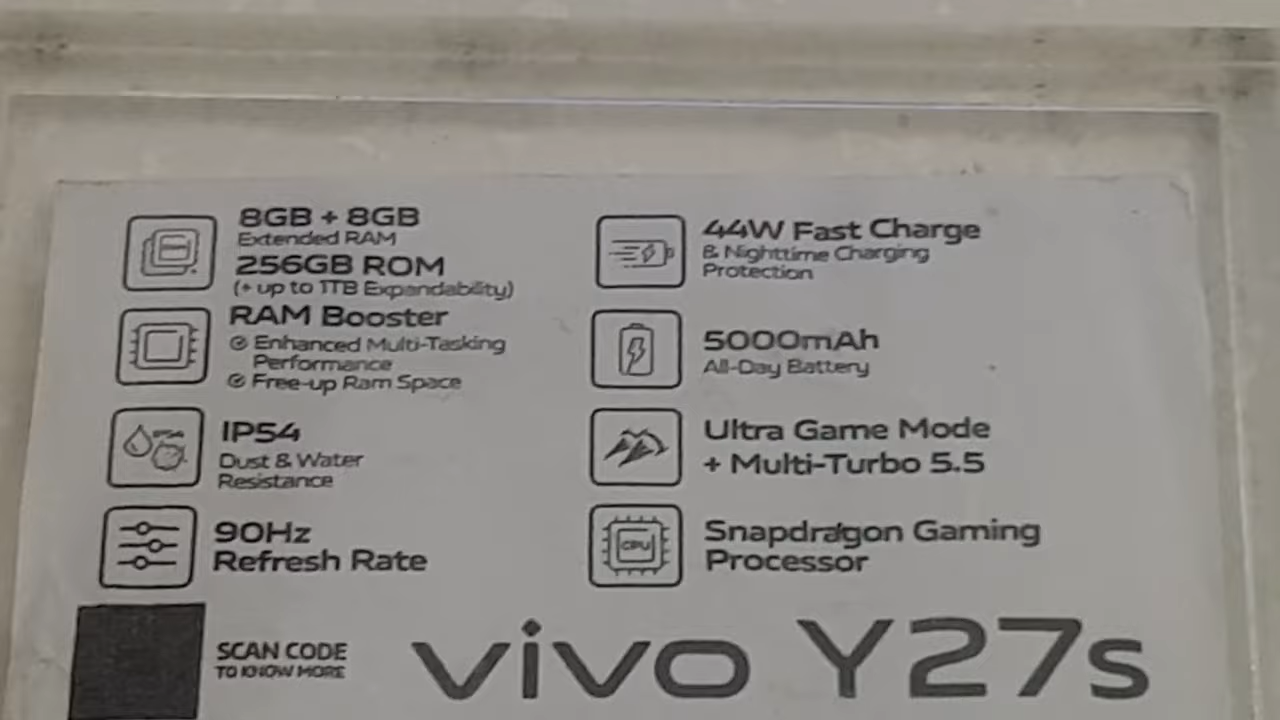 8GB + 8GB
Extended RAM
256GB ROM
(+ up to 1TB Expandability)
RAM Booster
Enhanced Multi-Tasking
Performance
Free-up Ram Space
IP54
Dust & Water
Resistance
90Hz
Refresh Rate
44W Fast Charge
& Nighttime Charging
Protection
5000mAh
All-Day Battery
Ultra Game Mode
+ Multi-Turbo 5.5
CPU
Snapdragon Gaming
Processor
SCAN CODE
TO KNOW MORE
vivo Y27s